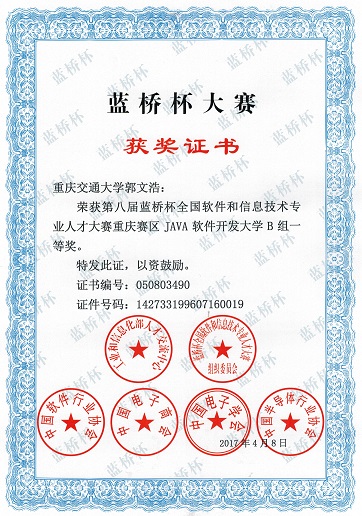 蓝桥杯大赛
获奖证书
重庆交通大学郭文浩：
荣获第八届蓝桥杯全国软件和信息技术专
业人才大赛重庆赛区 JAVA 软件开发大学 B 组一
等奖。
特发此证，以资鼓励。
证书编号：050803490
证件号码：142733199607160019
工业和信息化部人才交流中心
蓝桥杯全国软件和信息技术专业人才大赛
组织委员会
中国软件行业协会
中国电子商会
中国电子学会
中国半导体行业协会
2017 年 4 月 8 日